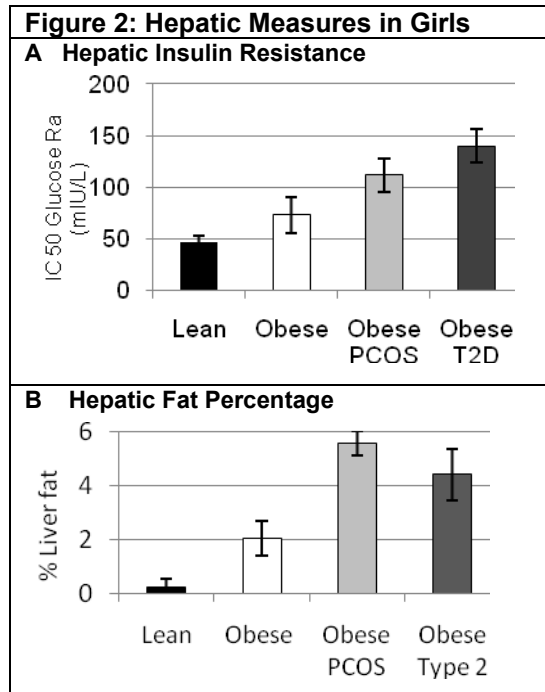 Figure 2: Hepatic Measures in Girls
A Hepatic Insulin Resistance
IC 50 Glucose Ra
(mIU/L)
200
150
100
50
0
Lean Obese Obese Obese
PCOS T2D
B Hepatic Fat Percentage
% Liver fat
6
4
2
0
Lean Obese Obese Obese
PCOS Type 2